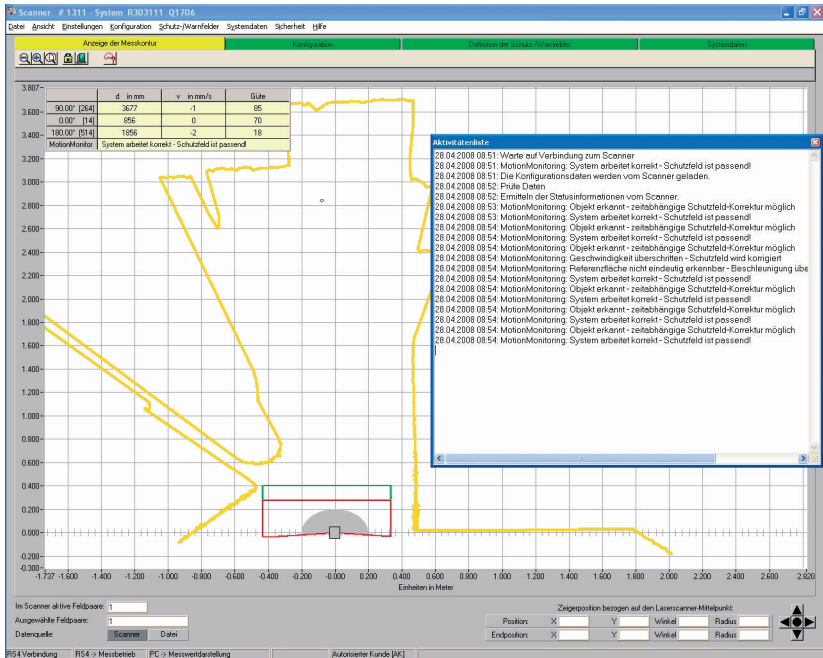 Scanner # 1311 - System R303111 Q1706
Datei Ansicht Einstellungen Konfiguration Schutz-/Warnfelder Systemdaten Sicherheit Hilfe
Anzeige der Messkontur Konfiguration Definition der Schutz-/Warnfelder Systemdaten
d in mm v in mm/s Güte
90.00° [264] 3677 -1 85
0.00° [14] 856 0 70
180.00° [514] 1856 -2 18
MotionMonitor System arbeitet korrekt - Schutzfeld ist passend!
3.807
3.600
3.400
3.200
3.000
2.800
2.600
2.400
2.200
2.000
1.800
1.600
1.400
1.200
1.000
0.800
0.600
0.400
0.200
0.000
-0.200
-0.300
-1.737 -1.600 -1.400 -1.200 -1.000 -0.800 -0.600 -0.400 -0.200 -0.000 0.200 0.400 0.600 0.800 1.000 1.200 1.400 1.600 1.800 2.000 2.200 2.400 2.600 2.820
Einheiten in Meter
Aktivitätenliste
28.04.2008 08:51: Warte auf Verbindung zum Scanner
28.04.2008 08:51: MotionMonitoring: System arbeitet korrekt - Schutzfeld ist passend!
28.04.2008 08:51: Die Konfigurationsdaten werden vom Scanner geladen.
28.04.2008 08:52: Prüfe Daten
28.04.2008 08:52: Ermitteln der Statusinformationen vom Scanner.
28.04.2008 08:53: MotionMonitoring: Objekt erkannt - zeitabhängige Schutzfeld-Korrektur möglich
28.04.2008 08:53: MotionMonitoring: System arbeitet korrekt - Schutzfeld ist passend!
28.04.2008 08:54: MotionMonitoring: Objekt erkannt - zeitabhängige Schutzfeld-Korrektur möglich
28.04.2008 08:54: MotionMonitoring: System arbeitet korrekt - Schutzfeld ist passend!
28.04.2008 08:54: MotionMonitoring: Objekt erkannt - zeitabhängige Schutzfeld-Korrektur möglich
28.04.2008 08:54: MotionMonitoring: Geschwindigkeit überschritten - Schutzfeld wird korrigiert
28.04.2008 08:54: MotionMonitoring: Referenzfläche nicht eindeutig erkennbar - Beschleunigung übe
28.04.2008 08:54: MotionMonitoring: System arbeitet korrekt - Schutzfeld ist passend!
28.04.2008 08:54: MotionMonitoring: Objekt erkannt - zeitabhängige Schutzfeld-Korrektur möglich
28.04.2008 08:54: MotionMonitoring: System arbeitet korrekt - Schutzfeld ist passend!
28.04.2008 08:54: MotionMonitoring: Objekt erkannt - zeitabhängige Schutzfeld-Korrektur möglich
28.04.2008 08:54: MotionMonitoring: System arbeitet korrekt - Schutzfeld ist passend!
28.04.2008 08:54: MotionMonitoring: Objekt erkannt - zeitabhängige Schutzfeld-Korrektur möglich
28.04.2008 08:54: MotionMonitoring: System arbeitet korrekt - Schutzfeld ist passend!
Im Scanner aktive Feldpaare: 1
Ausgewählte Feldpaare: 1
Datenquelle: Scanner Datei
Zeigerposition bezogen auf den Laserscanner-Mittelpunkt:
Position: X Y Winkel Radius
Endposition: X Y Winkel Radius
RS4 Verbindung RS4 -> Messbetrieb PC -> Messwertdarstellung Autorisierter Kunde [AK]